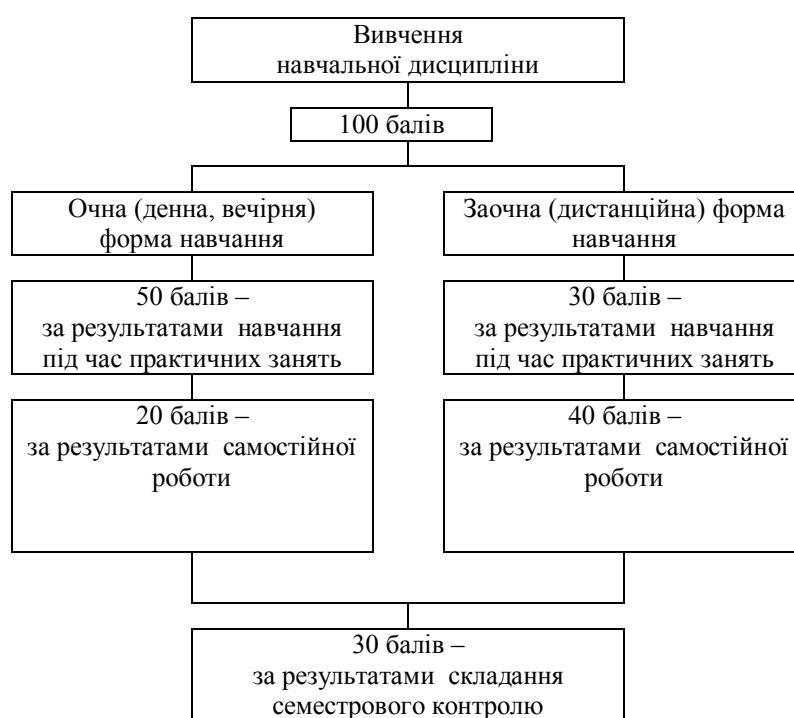 Вивчення
навчальної дисципліни
100 балів
Очна (денна, вечірня)
форма навчання
Заочна (дистанційна) форма
навчання
50 балів –
за результатами навчання
під час практичних занять
30 балів –
за результатами навчання
під час практичних занять
20 балів –
за результатами самостійної
роботи
40 балів –
за результатами самостійної
роботи
30 балів –
за результатами складання
семестрового контролю